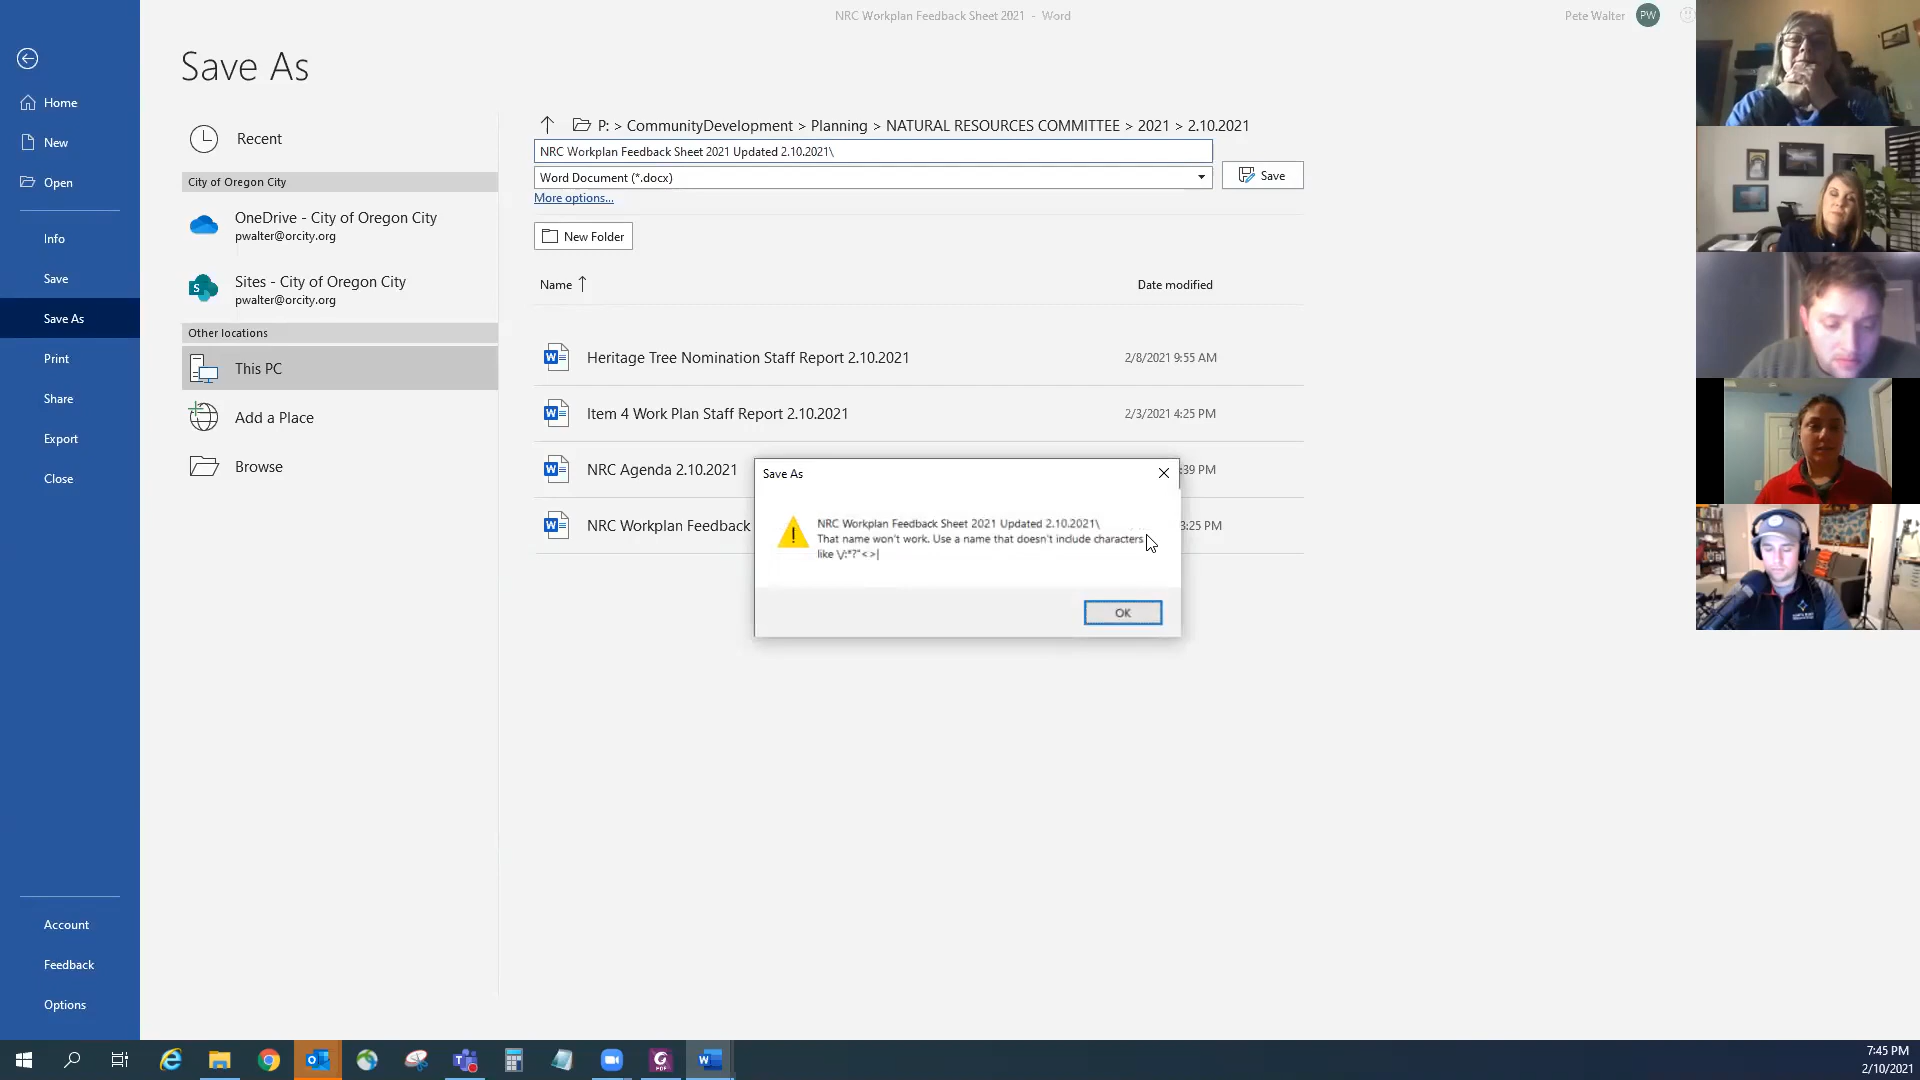 NRC Workplan Feedback Sheet 2021 - Word
Pete Walter
PW
Save As
Home
New
Open
Info
Save
Save As
Print
Share
Export
Close
Account
Feedback
Options
Recent
City of Oregon City
OneDrive - City of Oregon City
pwalter@orcity.org
Sites - City of Oregon City
pwalter@orcity.org
Other locations
This PC
Add a Place
Browse
P: > CommunityDevelopment > Planning > NATURAL RESOURCES COMMITTEE > 2021 > 2.10.2021
NRC Workplan Feedback Sheet 2021 Updated 2.10.2021\
Word Document (*.docx)
Save
More options...
New Folder
Name
Date modified
Heritage Tree Nomination Staff Report 2.10.2021
2/8/2021 9:55 AM
Item 4 Work Plan Staff Report 2.10.2021
2/3/2021 4:25 PM
NRC Agenda 2.10.2021
:39 PM
NRC Workplan Feedback
3:25 PM
Save As
NRC Workplan Feedback Sheet 2021 Updated 2.10.2021\
That name won't work. Use a name that doesn't include characters
like \/:*?"<>|
OK
7:45 PM
2/10/2021